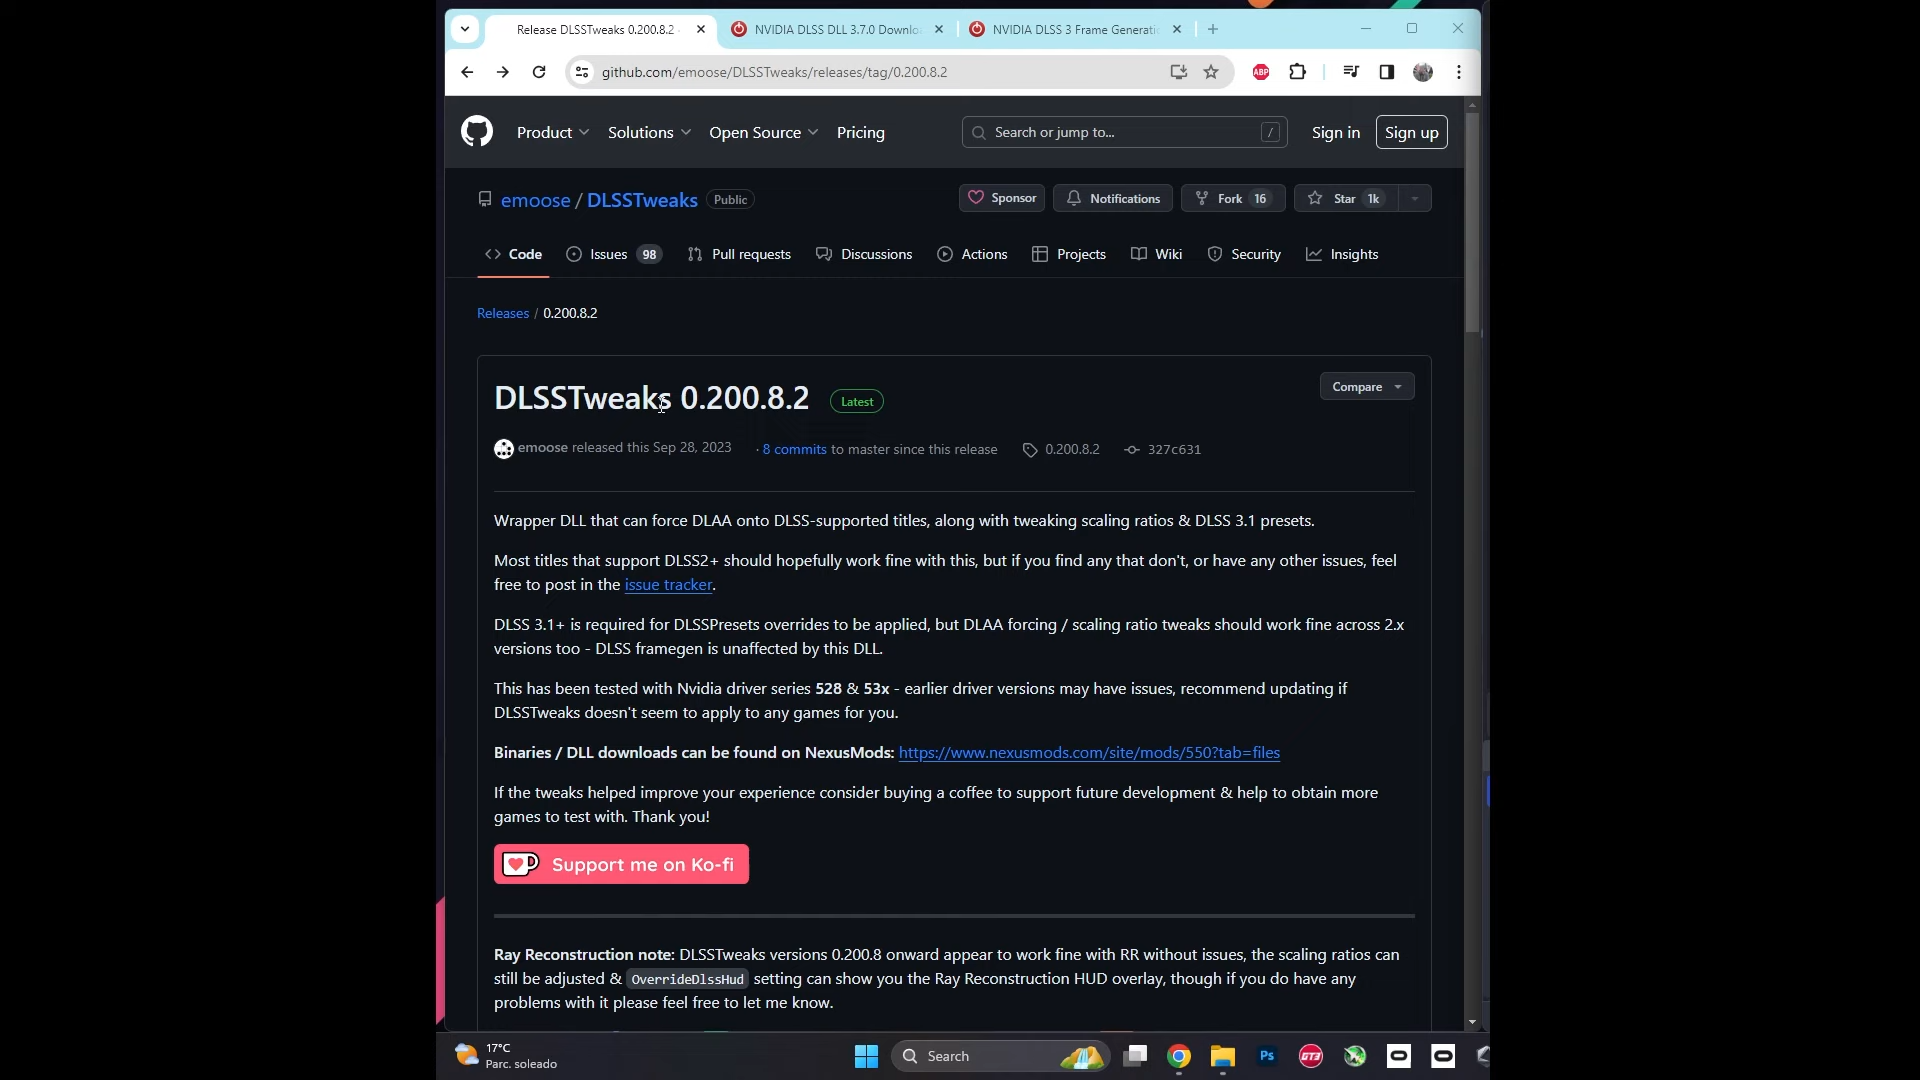 Release DLSSTweaks 0.200.8.2
NVIDIA DLSS DLL 3.7.0 Downlo
NVIDIA DLSS 3 Frame Generatic
github.com/emoose/DLSSTweaks/releases/tag/0.200.8.2
ABP
Product
Solutions
Open Source
Pricing
Search or jump to...
/
Sign in
Sign up
emoose / DLSSTweaks
Public
Sponsor
Notifications
Fork 16
Star 1k
Code
Issues 98
Pull requests
Discussions
Actions
Projects
Wiki
Security
Insights
Releases / 0.200.8.2
DLSSTweaks 0.200.8.2
Latest
Compare
emoose released this Sep 28, 2023
· 8 commits to master since this release
0.200.8.2
327c631
Wrapper DLL that can force DLAA onto DLSS-supported titles, along with tweaking scaling ratios & DLSS 3.1 presets.
Most titles that support DLSS2+ should hopefully work fine with this, but if you find any that don't, or have any other issues, feel
free to post in the issue tracker.
DLSS 3.1+ is required for DLSSPresets overrides to be applied, but DLAA forcing / scaling ratio tweaks should work fine across 2.x
versions too - DLSS framegen is unaffected by this DLL.
This has been tested with Nvidia driver series 528 & 53x - earlier driver versions may have issues, recommend updating if
DLSSTweaks doesn't seem to apply to any games for you.
Binaries / DLL downloads can be found on NexusMods: https://www.nexusmods.com/site/mods/550?tab=files
If the tweaks helped improve your experience consider buying a coffee to support future development & help to obtain more
games to test with. Thank you!
Support me on Ko-fi
Ray Reconstruction note: DLSSTweaks versions 0.200.8 onward appear to work fine with RR without issues, the scaling ratios can
still be adjusted & OverrideDlssHud setting can show you the Ray Reconstruction HUD overlay, though if you do have any
problems with it please feel free to let me know.
17°C
Parc. soleado
Search
Ps
GT3